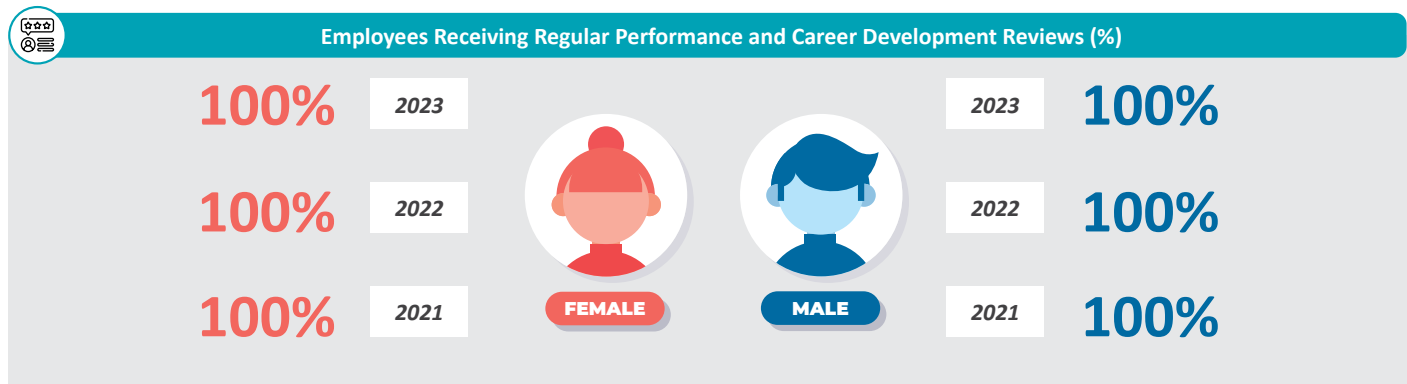 Employees Receiving Regular Performance and Career Development Reviews (%)
100% 2023 2023 100%
100% 2022 2022 100%
100% 2021 FEMALE MALE 2021 100%